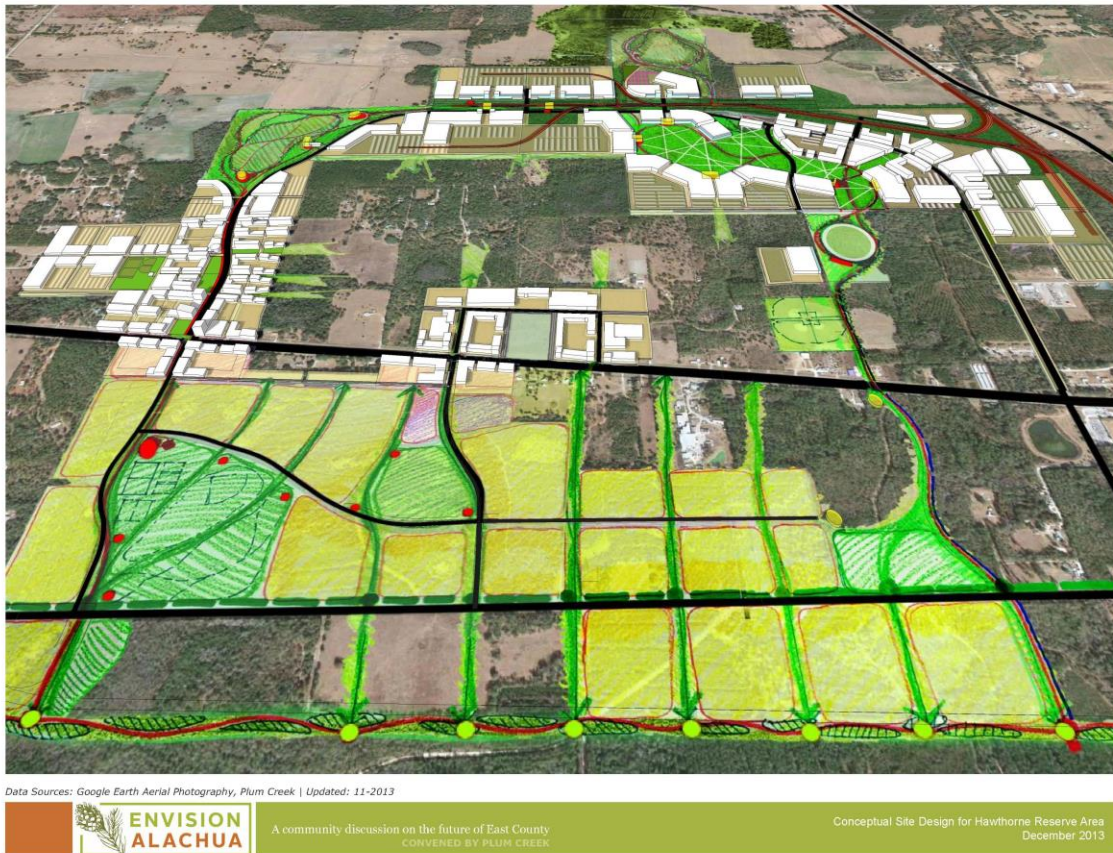 Data Sources: Google Earth Aerial Photography, Plum Creek | Updated: 11-2013
ENVISION
ALACHUA
A community discussion on the future of East County
CONVENED BY PLUM CREEK
Conceptual Site Design for Hawthorne Reserve Area
December 2013